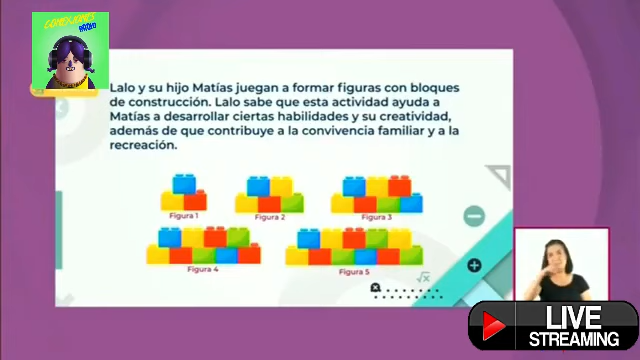 COMEXIONES
RADIO
Lalo y su hijo Matías juegan a formar figuras con bloques
de construcción. Lalo sabe que esta actividad ayuda a
Matías a desarrollar ciertas habilidades y su creatividad,
además de que contribuye a la convivencia familiar y a la
recreación.
Figura 1
Figura 2
Figura 3
Figura 4
Figura 5
√x
LIVE
STREAMING